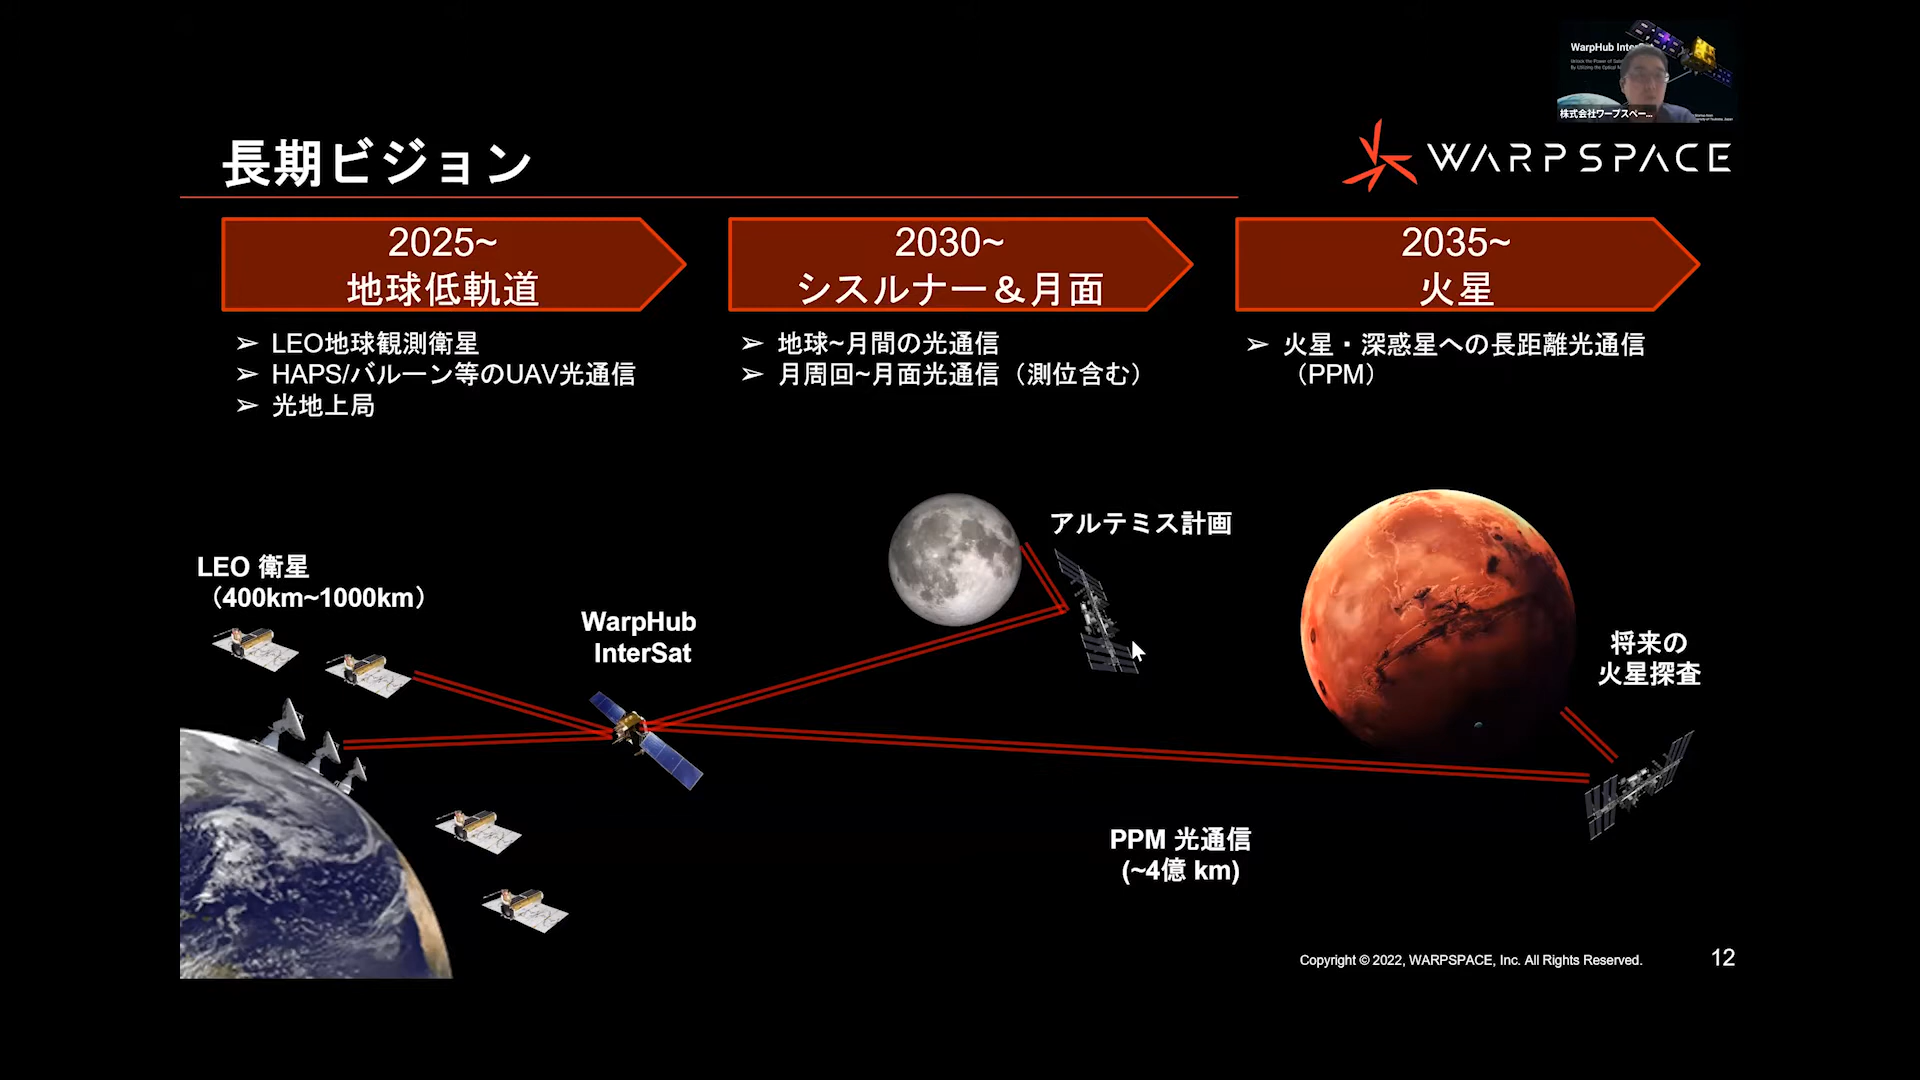 WarpHub Inter
株式会社ワープスペー...
長期ビジョン
WARPSPACE
2025~
地球低軌道
2030~
シスルナー＆月面
2035~
火星
➢ LEO地球観測衛星
➢ HAPS/バルーン等のUAV光通信
➢ 光地上局
➢ 地球~月間の光通信
➢ 月周回~月面光通信（測位含む）
➢ 火星・深惑星への長距離光通信
（PPM）
アルテミス計画
LEO 衛星
（400km~1000km）
WarpHub
InterSat
将来の
火星探査
PPM 光通信
(~4億 km)
Copyright © 2022, WARPSPACE, Inc. All Rights Reserved.
12